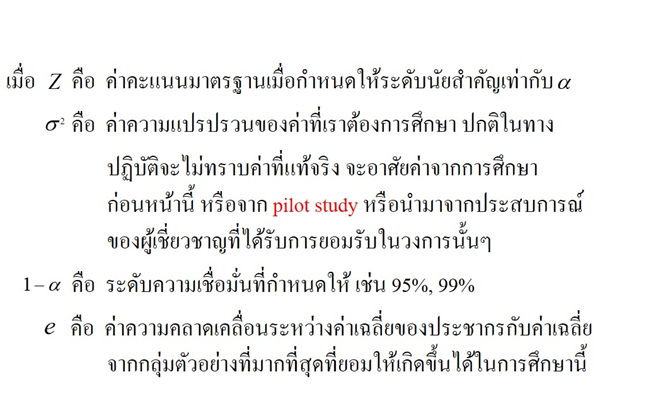 เมื่อ Z คือ ค่าคะแนนมาตรฐานเมื่อกำหนดให้ระดับนัยสำคัญเท่ากับ α
σ² คือ ค่าความแปรปรวนของค่าที่เราต้องการศึกษา ปกติในทาง
ปฏิบัติจะไม่ทราบค่าที่แท้จริง จะอาศัยค่าจากการศึกษา
ก่อนหน้านี้ หรือจาก pilot study หรือนำมาจากประสบการณ์
ของผู้เชี่ยวชาญที่ได้รับการยอมรับในวงการนั้นๆ
1−α คือ ระดับความเชื่อมั่นที่กำหนดให้ เช่น 95%, 99%
e คือ ค่าความคลาดเคลื่อนระหว่างค่าเฉลี่ยของประชากรกับค่าเฉลี่ย
จากกลุ่มตัวอย่างที่มากที่สุดที่ยอมให้เกิดขึ้นได้ในการศึกษานี้